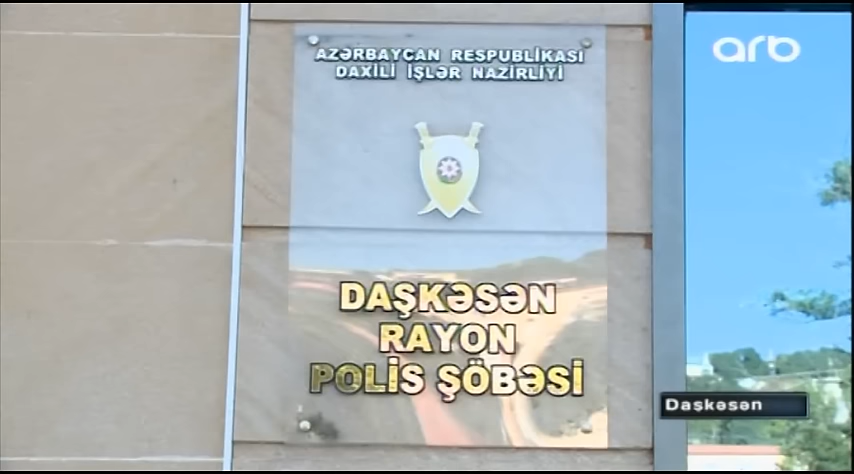 AZƏRBAYCAN RESPUBLİKASI
DAXİLİ İŞLƏR NAZİRLİYİ
DAŞKƏSƏN
RAYON
POLİS ŞÖBƏSİ
arb
Daşkəsən